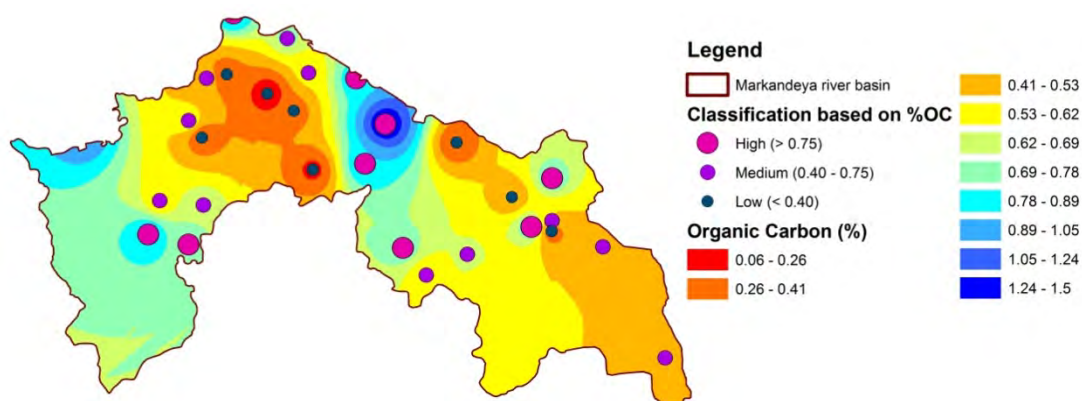 Legend
Markandeya river basin
Classification based on %OC
High (> 0.75)
Medium (0.40 - 0.75)
Low (< 0.40)
Organic Carbon (%)
0.06 - 0.26
0.26 - 0.41
0.41 - 0.53
0.53 - 0.62
0.62 - 0.69
0.69 - 0.78
0.78 - 0.89
0.89 - 1.05
1.05 - 1.24
1.24 - 1.5